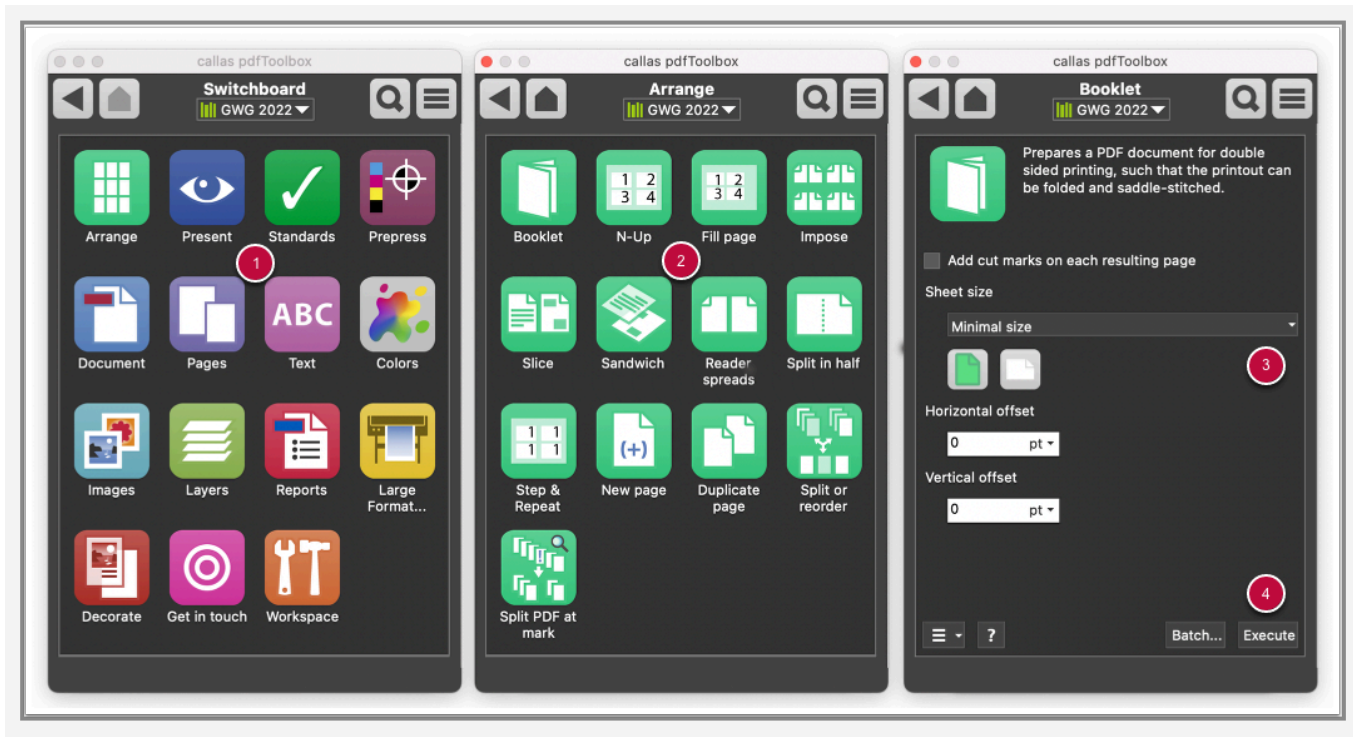 callas pdfToolbox
Switchboard
GWG 2022
Arrange
Present
Standards
Prepress
1
Document
Pages
ABC
Text
Colors
Images
Layers
Reports
Large
Format...
Decorate
Get in touch
Workspace
callas pdfToolbox
Arrange
GWG 2022
1 2
3 4
1 2
3 4
Booklet
N-Up
Fill page
Impose
2
Slice
Sandwich
Reader
spreads
Split in half
1 1
1 1
(+)
Step &
Repeat
New page
Duplicate
page
Split or
reorder
Split PDF at
mark
callas pdfToolbox
Booklet
GWG 2022
Prepares a PDF document for double
sided printing, such that the printout can
be folded and saddle-stitched.
Add cut marks on each resulting page
Sheet size
Minimal size
3
Horizontal offset
0 pt
Vertical offset
0 pt
4
? Batch... Execute